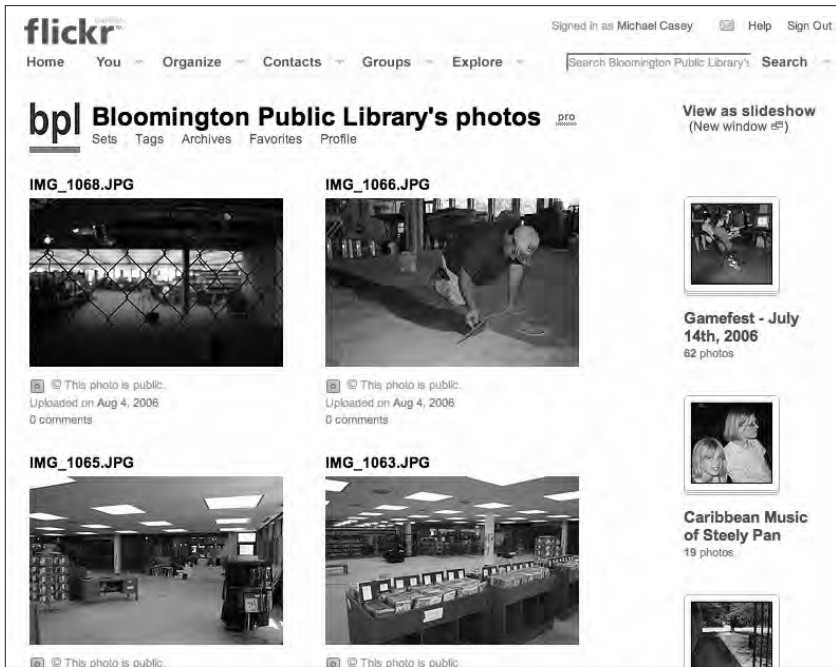 flickr
Signed in as Michael Casey Help Sign Out
Home You Organize Contacts Groups Explore Search Bloomington Public Library's Search
bpl Bloomington Public Library's photos pro
Sets Tags Archives Favorites Profile
View as slideshow
(New window)
IMG_1068.JPG
© This photo is public.
Uploaded on Aug 4, 2006
0 comments
IMG_1066.JPG
© This photo is public.
Uploaded on Aug 4, 2006
0 comments
IMG_1065.JPG
© This photo is public.
IMG_1063.JPG
© This photo is public.
Gamefest - July
14th, 2006
62 photos
Caribbean Music
of Steely Pan
19 photos